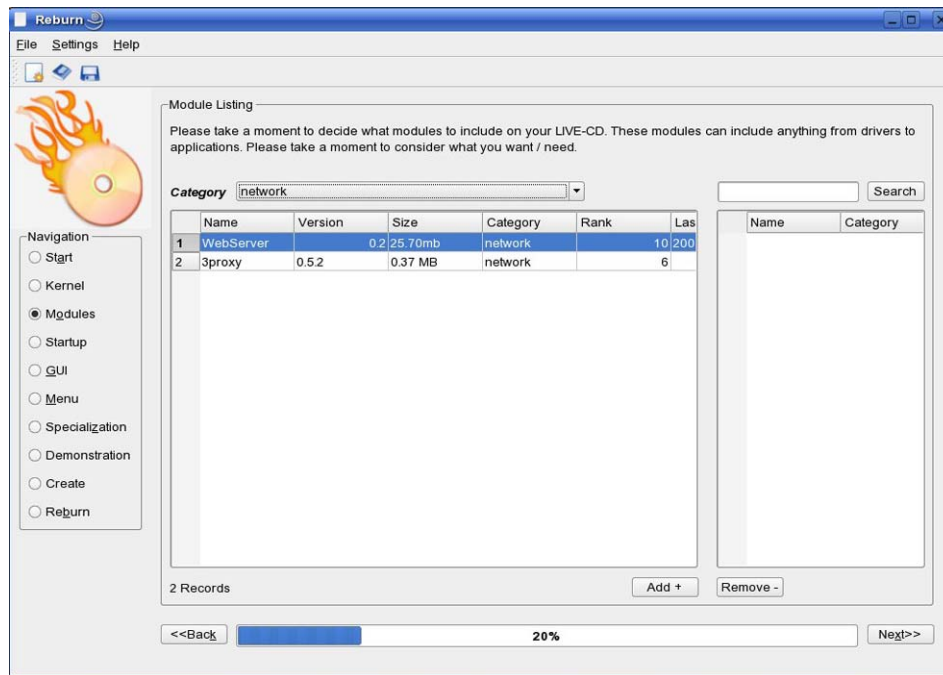 Reburn
File Settings Help
Module Listing
Please take a moment to decide what modules to include on your LIVE-CD. These modules can include anything from drivers to
applications. Please take a moment to consider what you want / need.
Category network
Search
Name Version Size Category Rank Las
1 WebServer 0.2 25.70mb network 10 200
2 3proxy 0.5.2 0.37 MB network 6
Name Category
Navigation
Start
Kernel
Modules
Startup
GUI
Menu
Specialization
Demonstration
Create
Reburn
2 Records
Add +
Remove -
<<Back
20%
Next>>